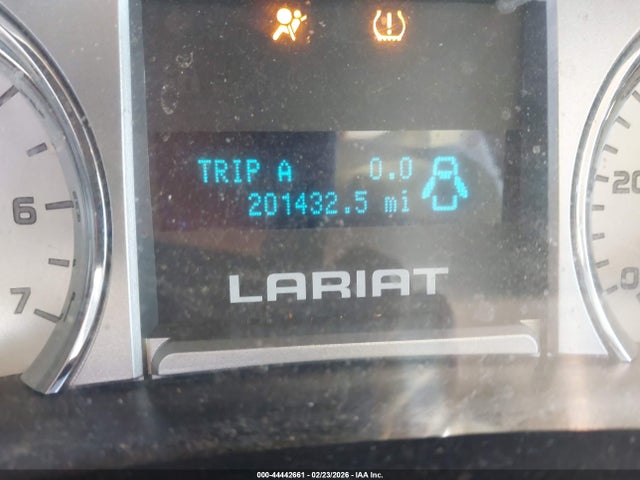 TRIP A 0.0
201432.5 mi
LARIAT
6
7
20
0
000-44442661 - 02/23/2026 - IAA Inc.